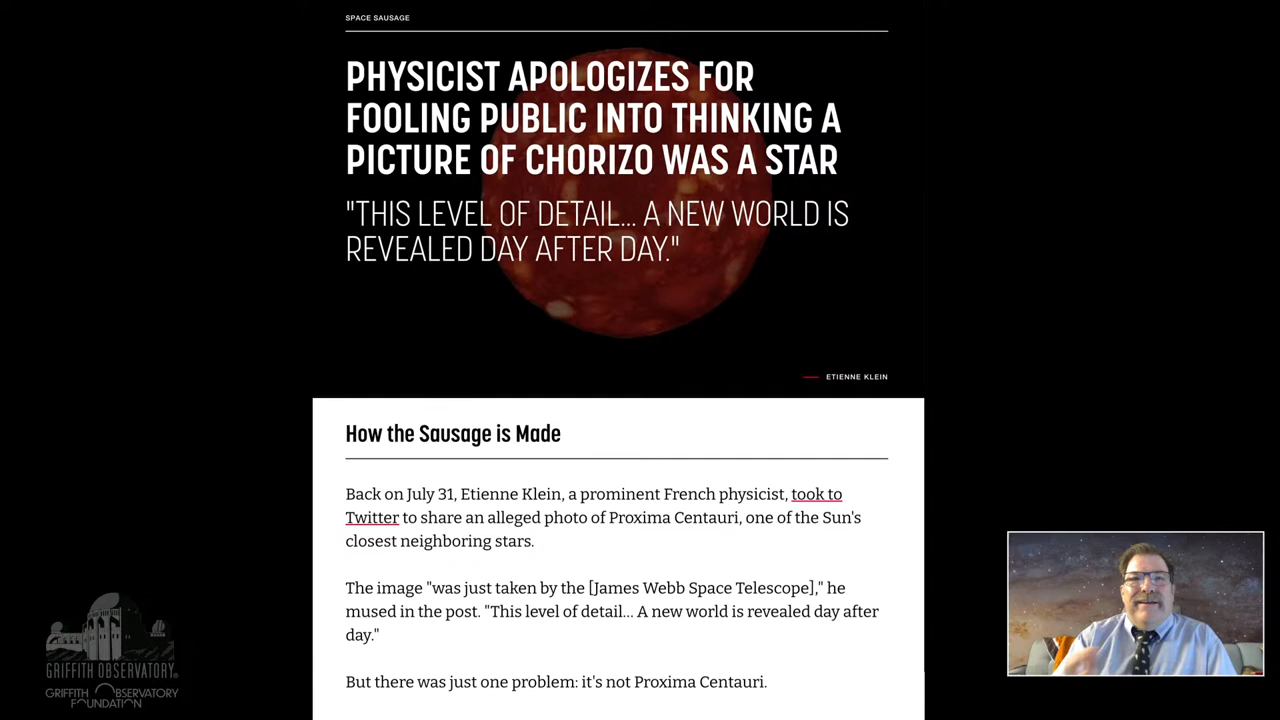 SPACE SAUSAGE
PHYSICIST APOLOGIZES FOR
FOOLING PUBLIC INTO THINKING A
PICTURE OF CHORIZO WAS A STAR
"THIS LEVEL OF DETAIL... A NEW WORLD IS
REVEALED DAY AFTER DAY."
ETIENNE KLEIN
How the Sausage is Made
Back on July 31, Etienne Klein, a prominent French physicist, took to
Twitter to share an alleged photo of Proxima Centauri, one of the Sun's
closest neighboring stars.
The image "was just taken by the [James Webb Space Telescope]," he
mused in the post. "This level of detail... A new world is revealed day after
day."
But there was just one problem: it's not Proxima Centauri.
GRIFFITH OBSERVATORY®
GRIFFITH OBSERVATORY
FOUNDATION